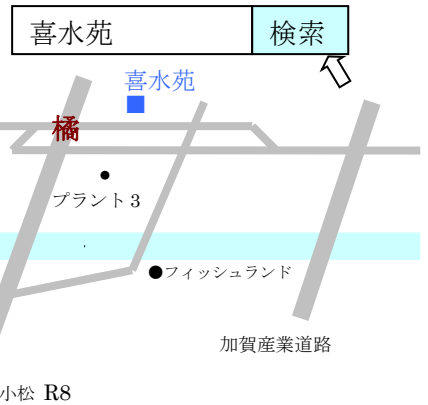 喜水苑 検索
喜水苑
橘
プラント3
フィッシュランド
加賀産業道路
小松 R8